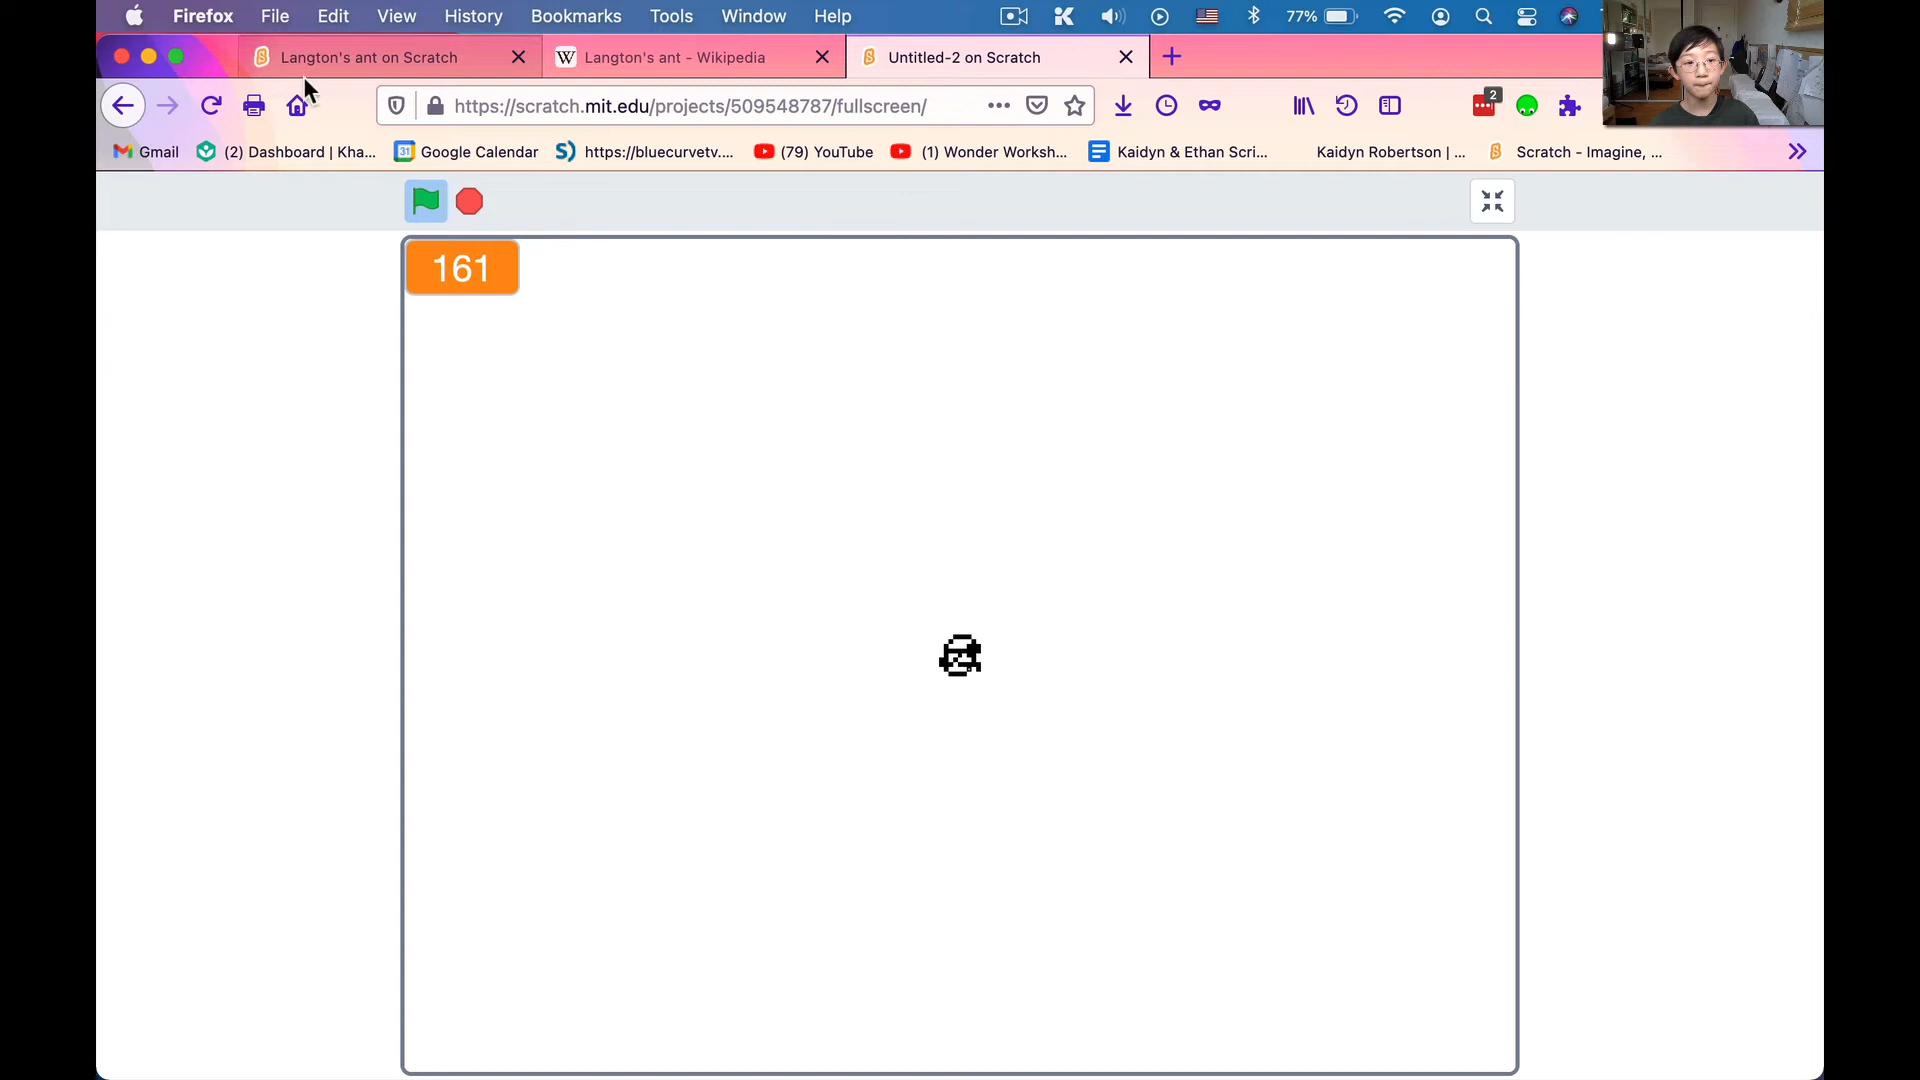 Firefox File Edit View History Bookmarks Tools Window Help 77%
Langton's ant on Scratch Langton's ant - Wikipedia Untitled-2 on Scratch
https://scratch.mit.edu/projects/509548787/fullscreen/ 2
Gmail (2) Dashboard | Kha... 31 Google Calendar https://bluecurvetv.... (79) YouTube (1) Wonder Worksh... Kaidyn & Ethan Scri... Kaidyn Robertson | ... Scratch - Imagine, ...
161